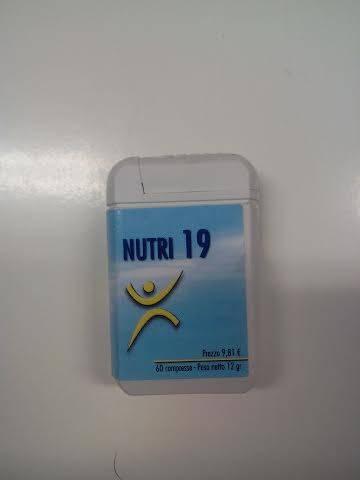 NUTRI 19
Prezzo 9,81 €
60 compresse - Peso netto 12 gr